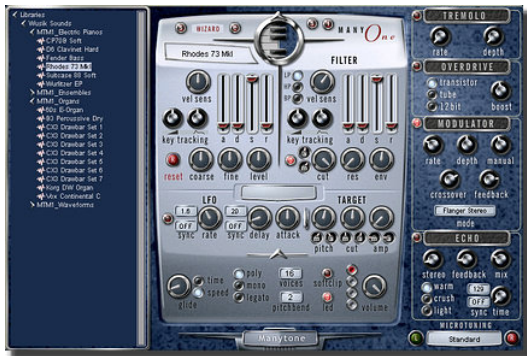 Libraries
Wusik Sounds
MTM1_Electric Pianos
CP70B Soft
D6 Clavinet Hard
Fender Bass
Rhodes 73 MkI
Suitcase 88 Soft
Wurlitzer EP
MTM1_Ensembles
MTM1_Organs
60s E-Organ
B3 Percussive Dry
CX3 Drawbar Set 1
CX3 Drawbar Set 2
CX3 Drawbar Set 3
CX3 Drawbar Set 4
CX3 Drawbar Set 5
CX3 Drawbar Set 6
CX3 Drawbar Set 7
Korg DW Organ
Vox Continental C
MTM1_Waveforms
WIZARD
MANY One
Rhodes 73 MkI
FILTER
LP
HP
BP
vel sens
vel sens
key tracking
a d s r
key tracking
a d s r
reset coarse fine level
cut res env
LFO
TARGET
1.6
20
OFF
OFF
sync rate
sync delay attack
pitch cut amp
time
speed
glide
poly
mono
legato
16
voices
2
pitchbend
softclip
led
volume
Manytone
TREMOLO
rate depth
OVERDRIVE
transistor
tube
12bit
boost
MODULATOR
rate depth manual
crossover feedback
Flanger Stereo
mode
ECHO
stereo feedback mix
warm
crush
light
129
OFF
sync time
MICROTUNING
Standard